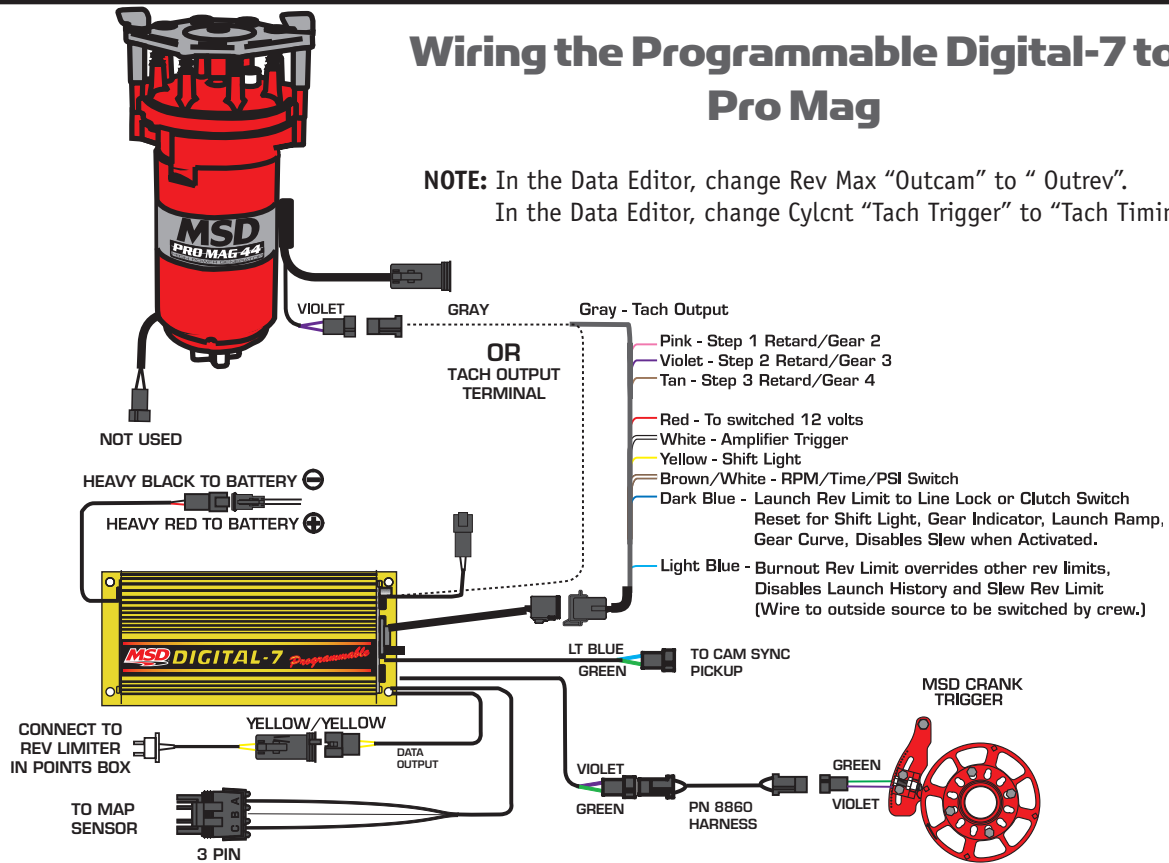 Wiring the Programmable Digital-7 to
Pro Mag
NOTE: In the Data Editor, change Rev Max “Outcam” to “ Outrev”.
In the Data Editor, change Cylcnt “Tach Trigger” to “Tach Timin
MSD
PRO MAG 44
VIOLET
GRAY
Gray - Tach Output
OR
TACH OUTPUT
TERMINAL
Pink - Step 1 Retard/Gear 2
Violet - Step 2 Retard/Gear 3
Tan - Step 3 Retard/Gear 4
Red - To switched 12 volts
White - Amplifier Trigger
Yellow - Shift Light
Brown/White - RPM/Time/PSI Switch
Dark Blue - Launch Rev Limit to Line Lock or Clutch Switch
Reset for Shift Light, Gear Indicator, Launch Ramp,
Gear Curve, Disables Slew when Activated.
Light Blue - Burnout Rev Limit overrides other rev limits,
Disables Launch History and Slew Rev Limit
(Wire to outside source to be switched by crew.)
NOT USED
HEAVY BLACK TO BATTERY ⊖
HEAVY RED TO BATTERY ⊕
MSD DIGITAL-7 Programmable
LT BLUE
GREEN
TO CAM SYNC
PICKUP
MSD CRANK
TRIGGER
CONNECT TO
REV LIMITER
IN POINTS BOX
YELLOW/YELLOW
DATA
OUTPUT
VIOLET
GREEN
PN 8860
HARNESS
GREEN
VIOLET
TO MAP
SENSOR
A
B
C
3 PIN